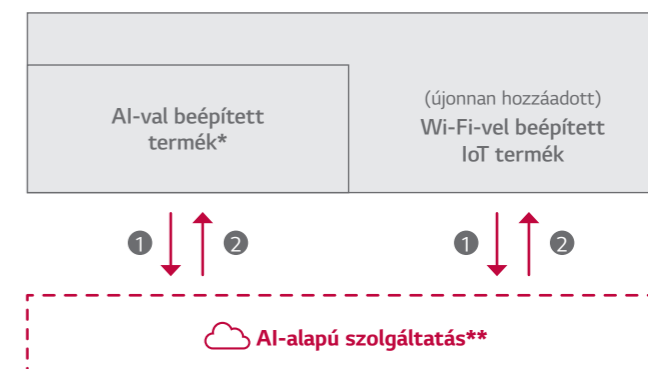 AI-val beépített
termék*
(újonnan hozzáadott)
Wi-Fi-vel beépített
IoT termék
1 2
1 2
AI-alapú szolgáltatás**